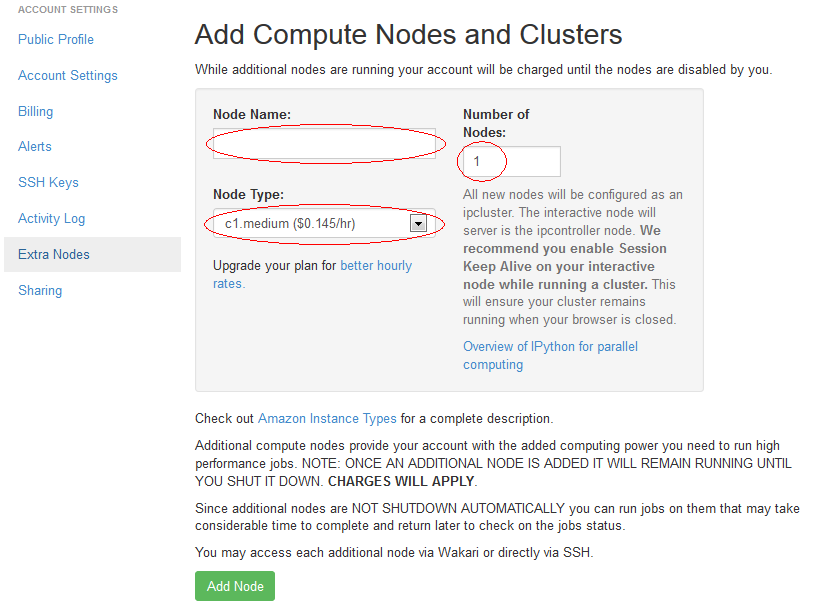 ACCOUNT SETTINGS
Public Profile
Account Settings
Billing
Alerts
SSH Keys
Activity Log
Extra Nodes
Sharing
Add Compute Nodes and Clusters
While additional nodes are running your account will be charged until the nodes are disabled by you.
Node Name:
Node Type:
c1.medium ($0.145/hr)
Upgrade your plan for better hourly
rates.
Number of
Nodes:
1
All new nodes will be configured as an
ipcluster. The interactive node will
server is the ipcontroller node. We
recommend you enable Session
Keep Alive on your interactive
node while running a cluster. This
will ensure your cluster remains
running when your browser is closed.
Overview of IPython for parallel
computing
Check out Amazon Instance Types for a complete description.
Additional compute nodes provide your account with the added computing power you need to run high
performance jobs. NOTE: ONCE AN ADDITIONAL NODE IS ADDED IT WILL REMAIN RUNNING UNTIL
YOU SHUT IT DOWN. CHARGES WILL APPLY.
Since additional nodes are NOT SHUTDOWN AUTOMATICALLY you can run jobs on them that may take
considerable time to complete and return later to check on the jobs status.
You may access each additional node via Wakari or directly via SSH.
Add Node